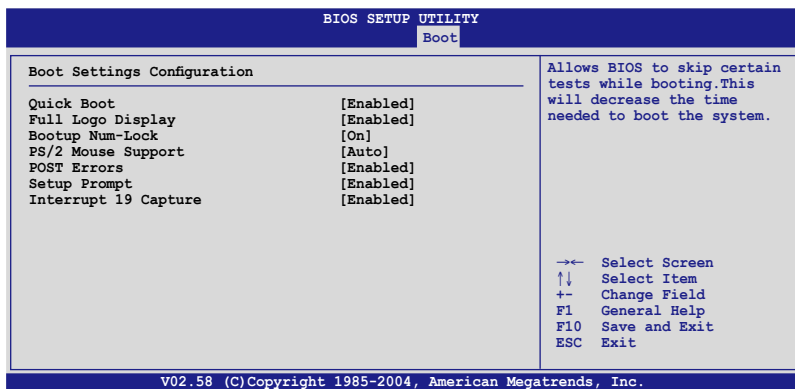 BIOS SETUP UTILITY
Boot
Boot Settings Configuration
Quick Boot [Enabled]
Full Logo Display [Enabled]
Bootup Num-Lock [On]
PS/2 Mouse Support [Auto]
POST Errors [Enabled]
Setup Prompt [Enabled]
Interrupt 19 Capture [Enabled]
Allows BIOS to skip certain
tests while booting.This
will decrease the time
needed to boot the system.
→← Select Screen
↑↓ Select Item
+- Change Field
F1 General Help
F10 Save and Exit
ESC Exit
V02.58 (C)Copyright 1985-2004, American Megatrends, Inc.